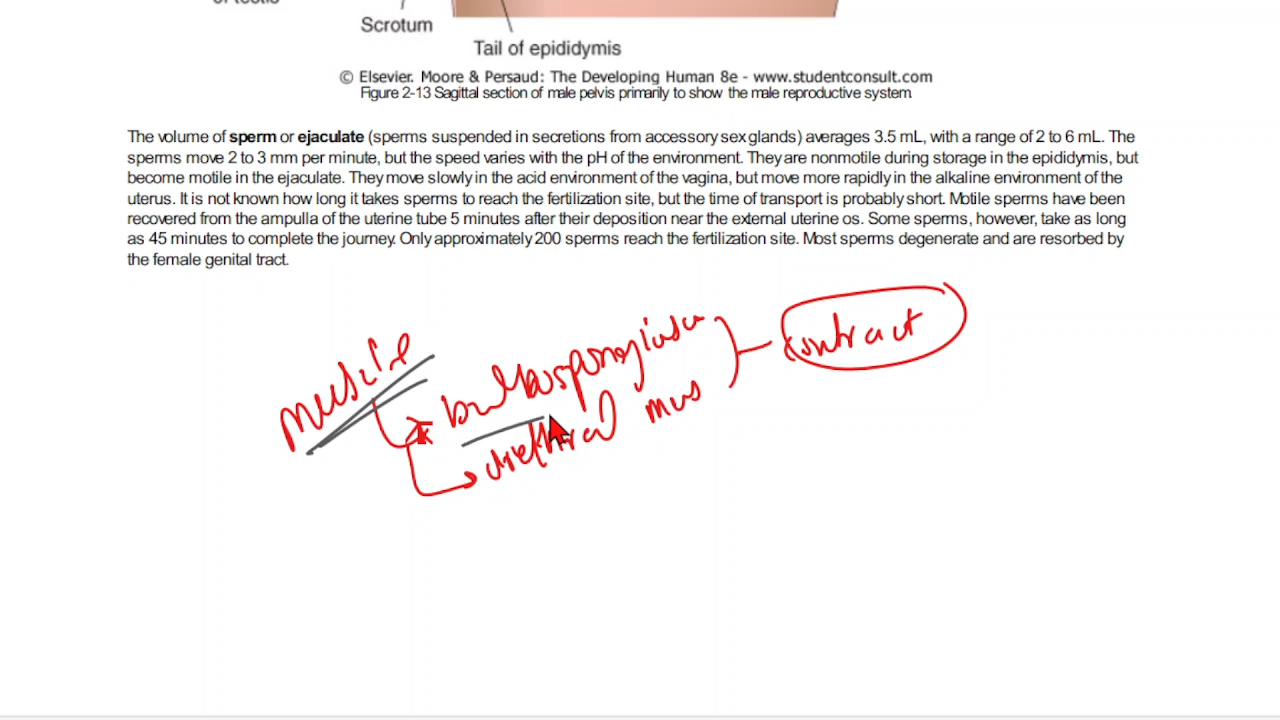 of testis
Scrotum
Tail of epididymis
© Elsevier. Moore & Persaud: The Developing Human 8e - www.studentconsult.com
Figure 2-13 Sagittal section of male pelvis primarily to show the male reproductive system
The volume of sperm or ejaculate (sperms suspended in secretions from accessory sex glands) averages 3.5 mL, with a range of 2 to 6 mL. The
sperms move 2 to 3 mm per minute, but the speed varies with the pH of the environment. They are nonmotile during storage in the epididymis, but
become motile in the ejaculate. They move slowly in the acid environment of the vagina, but move more rapidly in the alkaline environment of the
uterus. It is not known how long it takes sperms to reach the fertilization site, but the time of transport is probably short. Motile sperms have been
recovered from the ampulla of the uterine tube 5 minutes after their deposition near the external uterine os. Some sperms, however, take as long
as 45 minutes to complete the journey. Only approximately 200 sperms reach the fertilization site. Most sperms degenerate and are resorbed by
the female genital tract.
muscle
contract
urethral mus